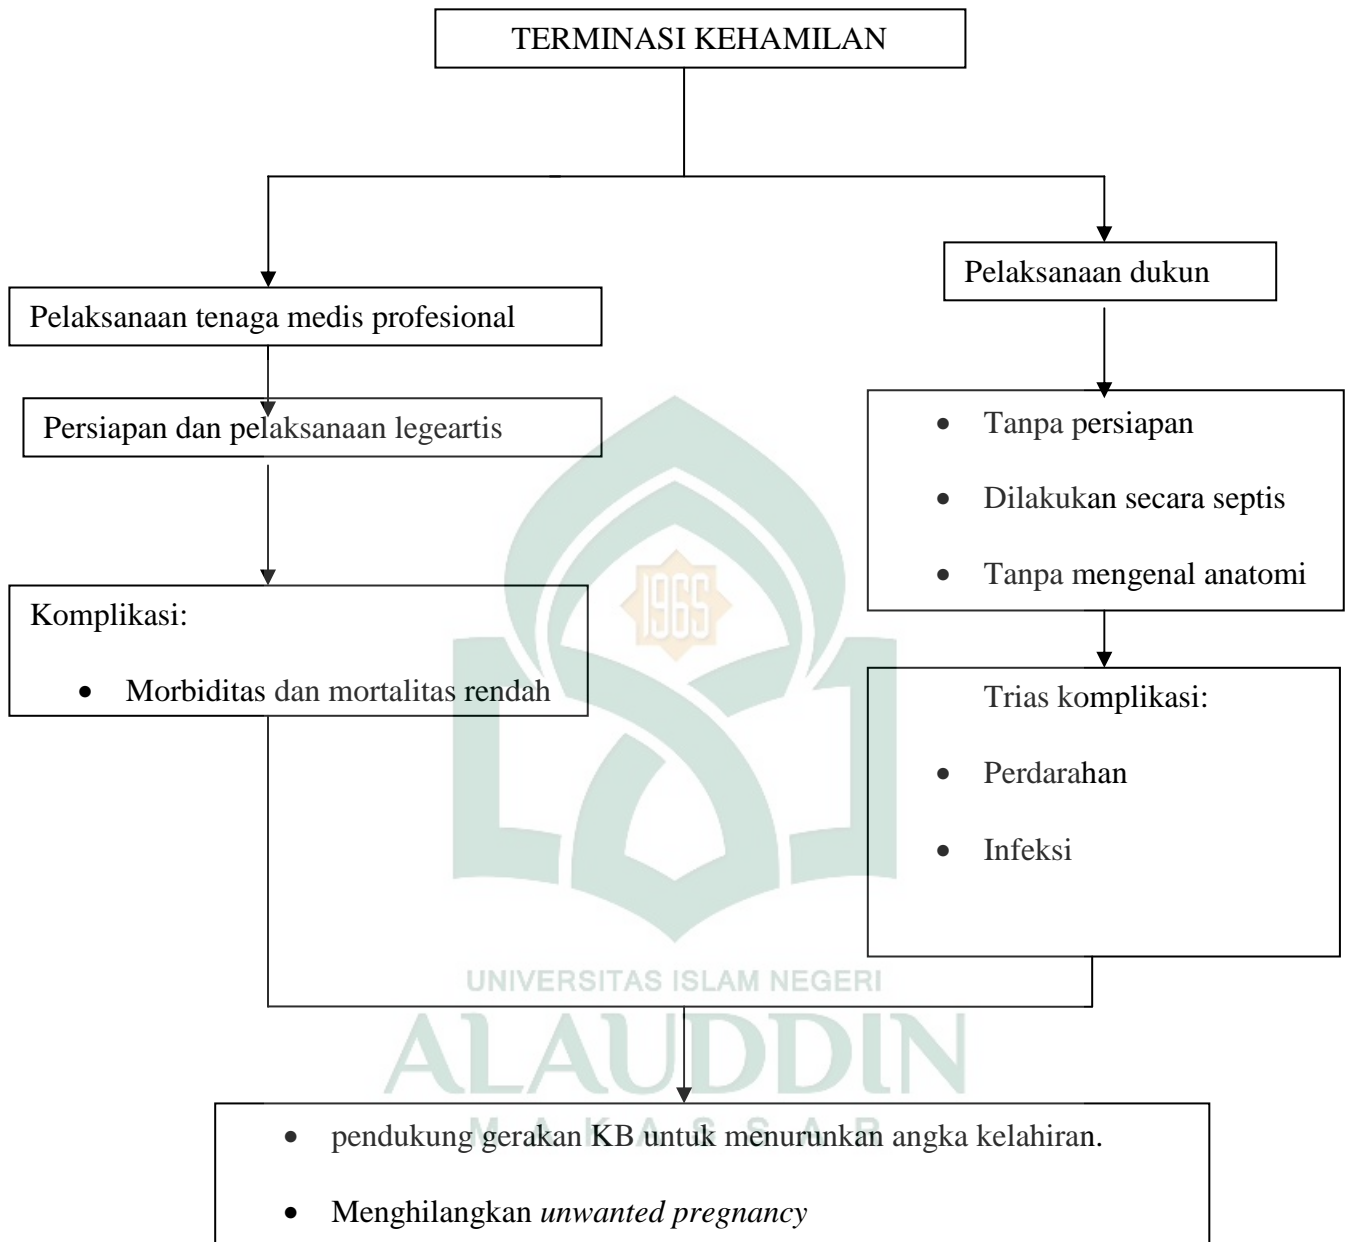 TERMINASI KEHAMILAN
Pelaksanaan tenaga medis profesional
Persiapan dan pelaksanaan legeartis
Komplikasi:
• Morbiditas dan mortalitas rendah
Pelaksanaan dukun
• Tanpa persiapan
• Dilakukan secara septis
• Tanpa mengenal anatomi
Trias komplikasi:
• Perdarahan
• Infeksi
1965
UNIVERSITAS ISLAM NEGERI
ALAUDDIN
MAKASSAR
• pendukung gerakan KB untuk menurunkan angka kelahiran.
• Menghilangkan unwanted pregnancy